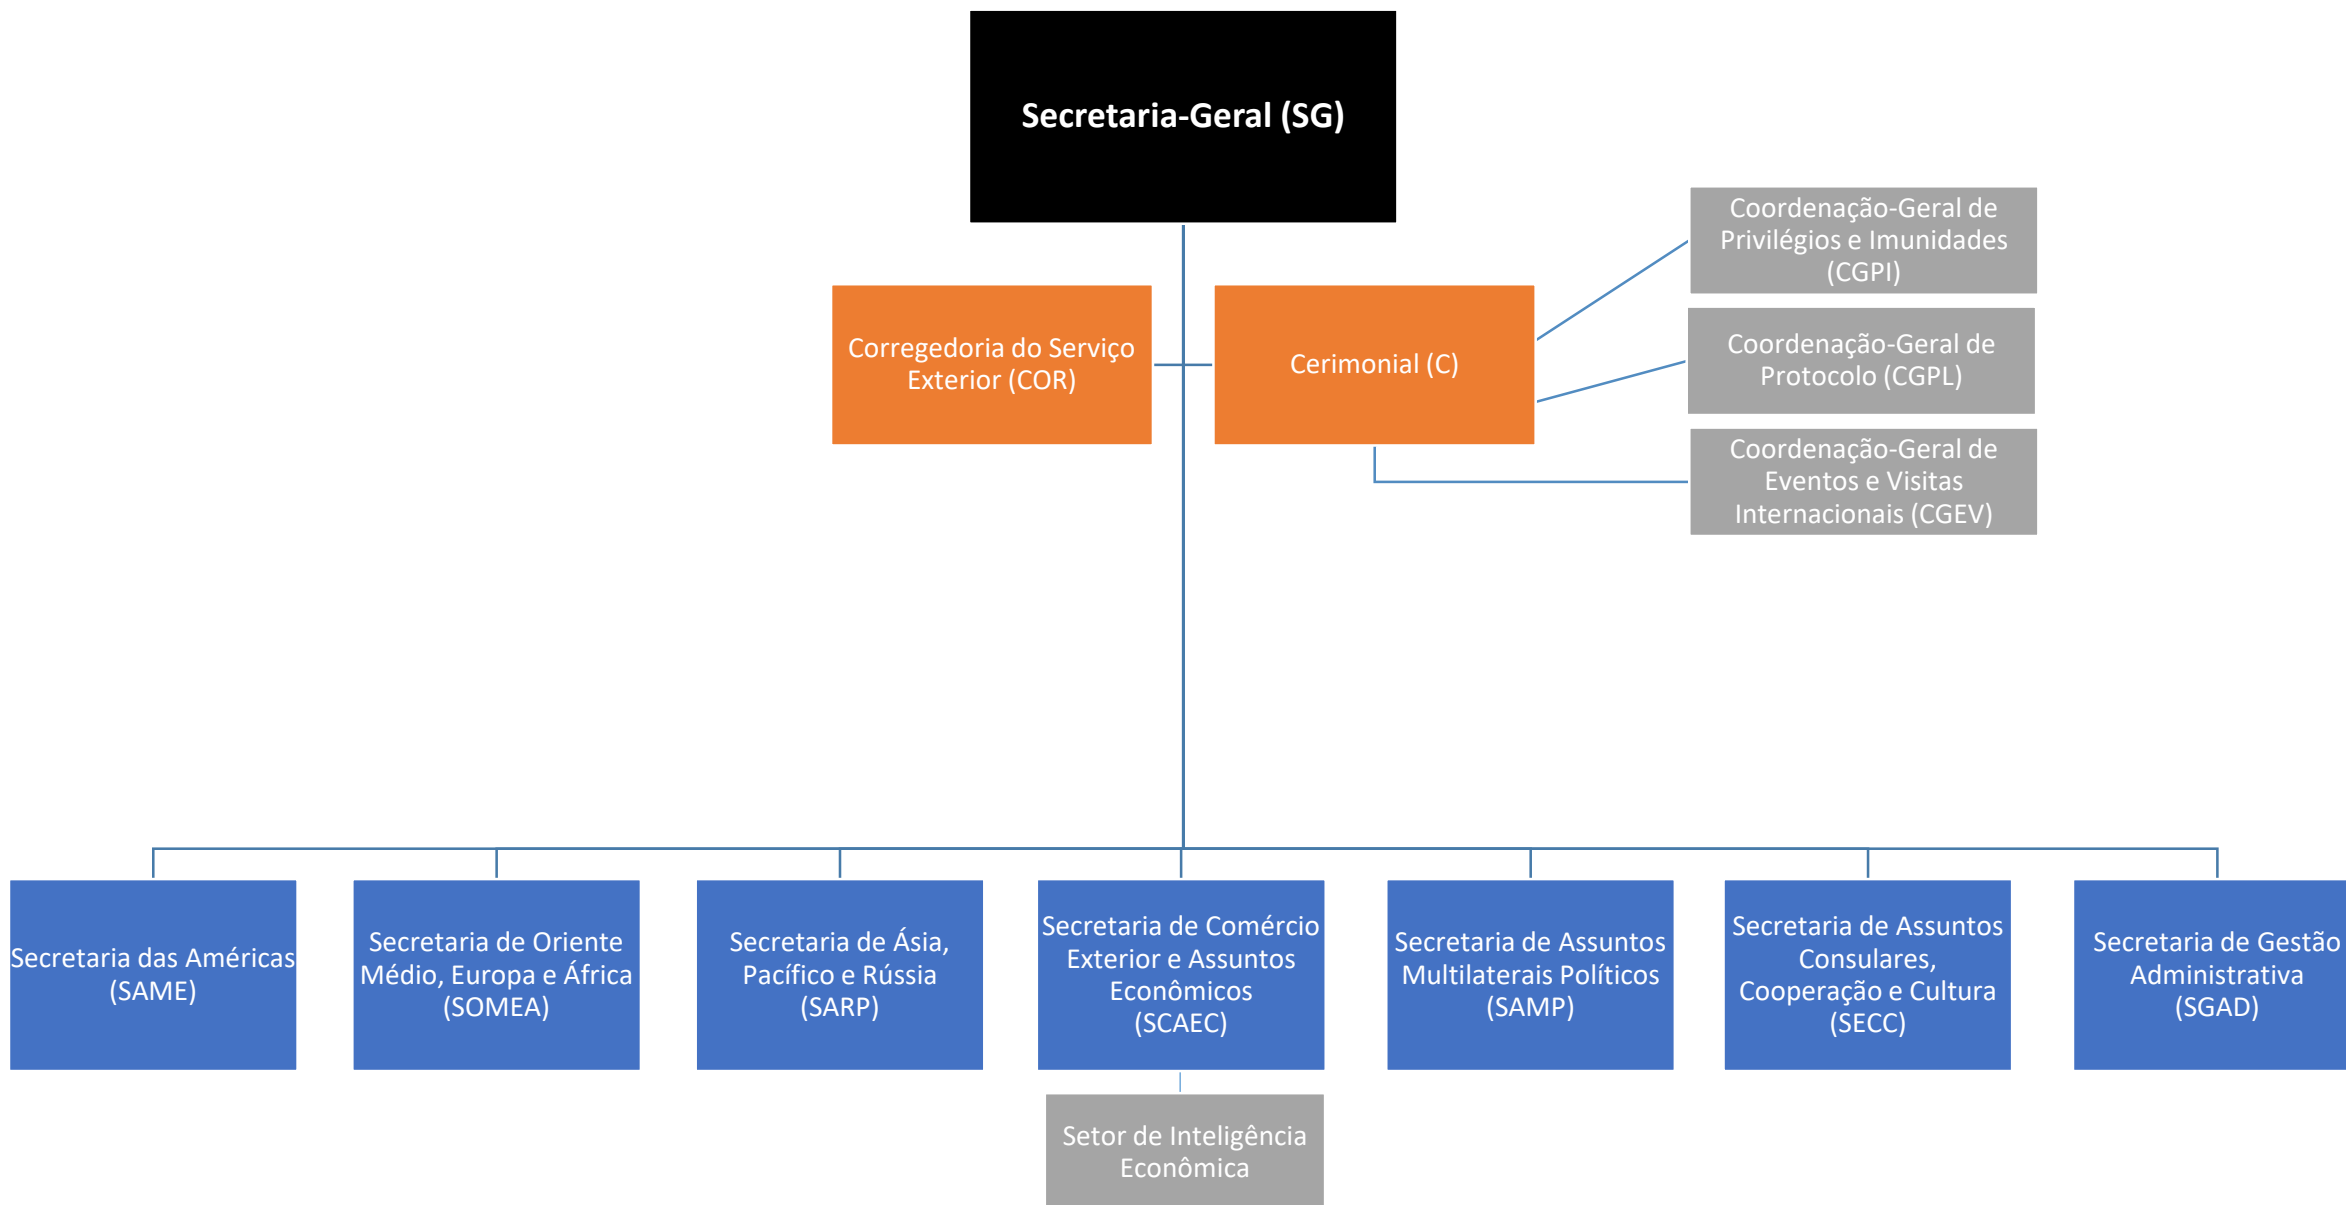 Secretaria-Geral (SG)
Coordenação-Geral de
Privilégios e Imunidades
(CGPI)
Corregedoria do Serviço
Exterior (COR)
Cerimonial (C)
Coordenação-Geral de
Protocolo (CGPL)
Coordenação-Geral de
Eventos e Visitas
Internacionais (CGEV)
Secretaria das Américas
(SAME)
Secretaria de Oriente
Médio, Europa e África
(SOMEA)
Secretaria de Ásia,
Pacífico e Rússia
(SARP)
Secretaria de Comércio
Exterior e Assuntos
Econômicos
(SCAEC)
Secretaria de Assuntos
Multilaterais Políticos
(SAMP)
Secretaria de Assuntos
Consulares,
Cooperação e Cultura
(SECC)
Secretaria de Gestão
Administrativa
(SGAD)
Setor de Inteligência
Econômica